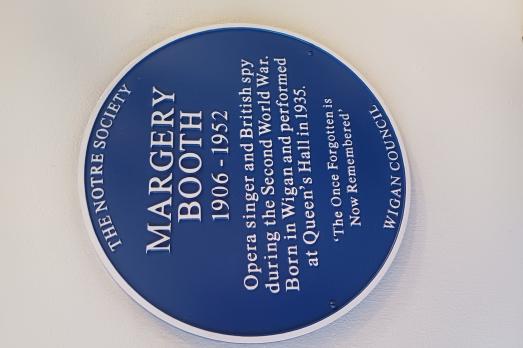 THE NOTRE SOCIETY
MARGERY
BOOTH
1906 - 1952
Opera singer and British spy
during the Second World War.
Born in Wigan and performed
at Queen's Hall in 1935.
'The Once Forgotten is
Now Remembered'
WIGAN COUNCIL